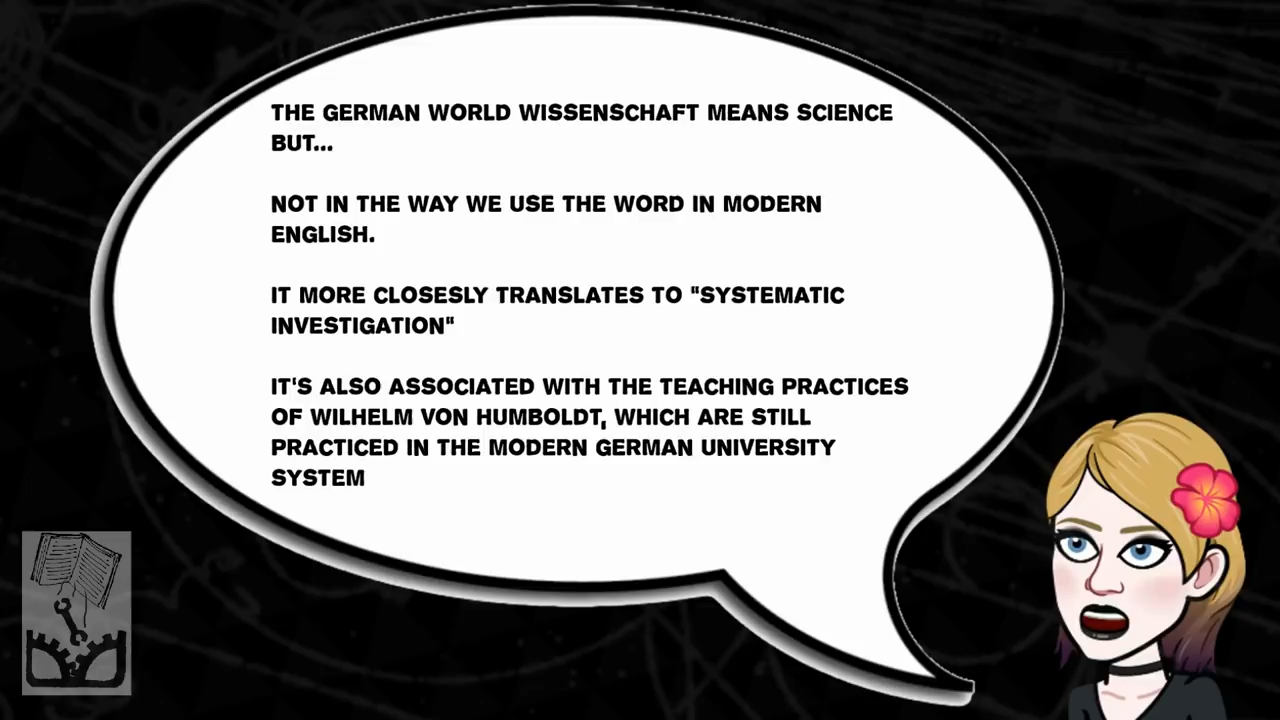 THE GERMAN WORLD WISSENSCHAFT MEANS SCIENCE
BUT...
NOT IN THE WAY WE USE THE WORD IN MODERN
ENGLISH.
IT MORE CLOSESLY TRANSLATES TO "SYSTEMATIC
INVESTIGATION"
IT'S ALSO ASSOCIATED WITH THE TEACHING PRACTICES
OF WILHELM VON HUMBOLDT, WHICH ARE STILL
PRACTICED IN THE MODERN GERMAN UNIVERSITY
SYSTEM